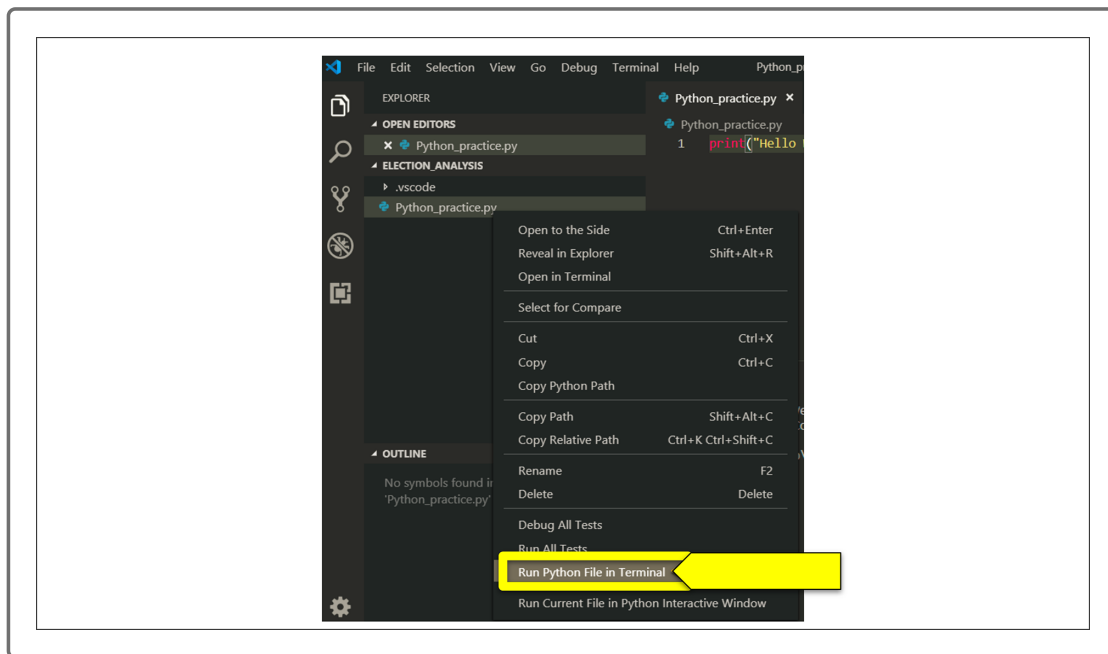 File Edit Selection View Go Debug Terminal Help Python_p
EXPLORER
OPEN EDITORS
Python_practice.py
ELECTION_ANALYSIS
.vscode
Python_practice.py
Python_practice.py
Python_practice.py
1 print("Hello
Open to the Side Ctrl+Enter
Reveal in Explorer Shift+Alt+R
Open in Terminal
Select for Compare
Cut Ctrl+X
Copy Ctrl+C
Copy Python Path
Copy Path Shift+Alt+C
Copy Relative Path Ctrl+K Ctrl+Shift+C
Rename F2
Delete Delete
Debug All Tests
Run All Tests
Run Python File in Terminal
Run Current File in Python Interactive Window
OUTLINE
No symbols found i
'Python_practice.py'